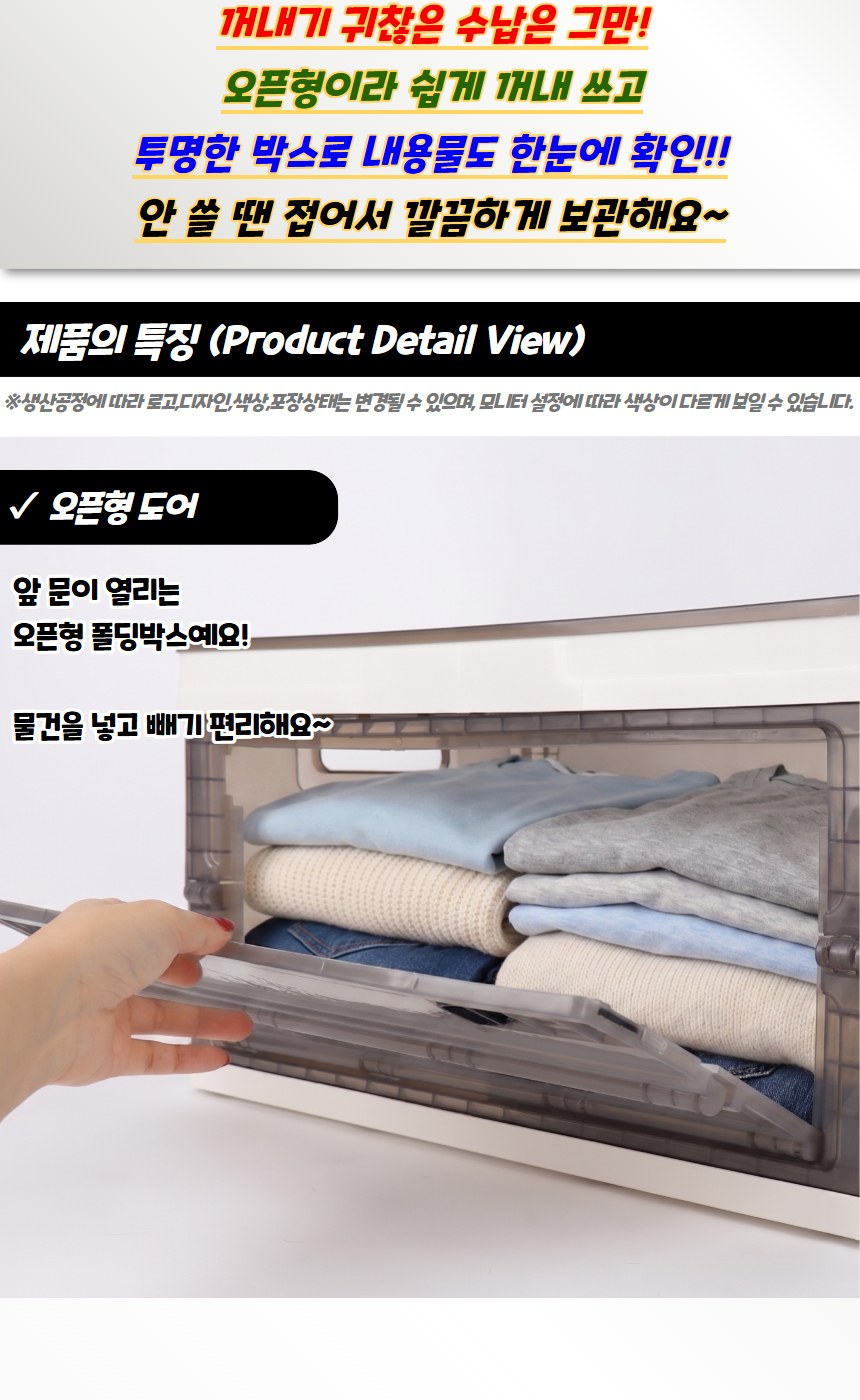 꺼내기 귀찮은 수납은 그만!
오픈형이라 쉽게 꺼내 쓰고
투명한 박스로 내용물도 한눈에 확인!!
안 쓸 땐 접어서 깔끔하게 보관해요~
제품의 특징 (Product Detail View)
※생산공정에 따라 로고,디자인,색상,포장상태는 변경될 수 있으며, 모니터 설정에 따라 색상이 다르게 보일 수 있습니다.
✓ 오픈형 도어
앞 문이 열리는
오픈형 폴딩박스예요!
물건을 넣고 빼기 편리해요~